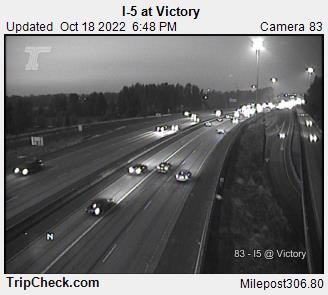 I-5 at Victory
Updated Oct 18 2022 6:48 PM Camera 83
T
N
83 - I5 @ Victory
TripCheck.com Milepost306.80